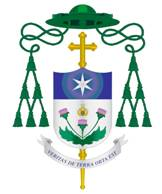 VERITAS DE TERRA ORTA EST